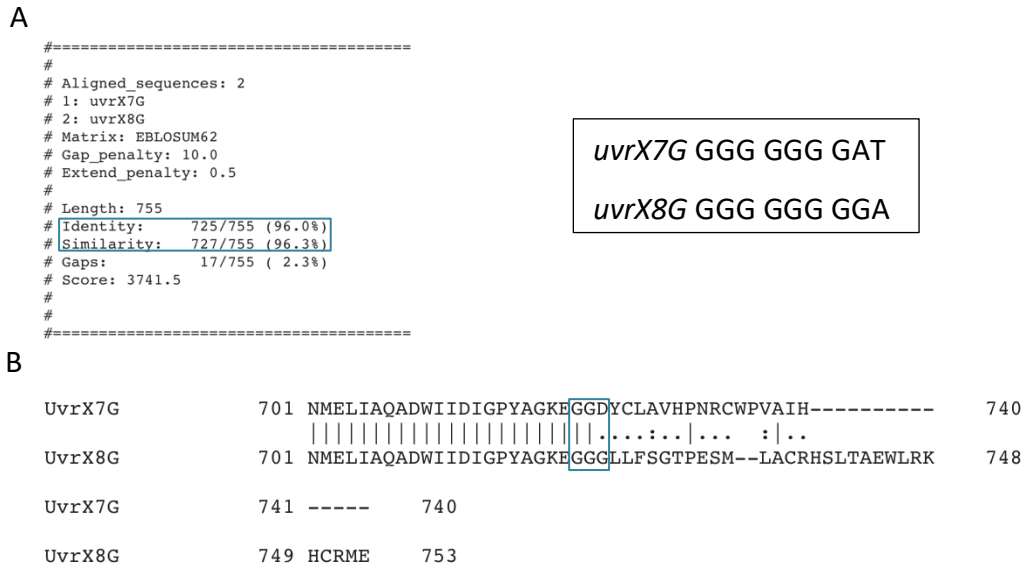 A
#=======================================
#
# Aligned_sequences: 2
# 1: uvrX7G
# 2: uvrX8G
# Matrix: EBLOSUM62
# Gap_penalty: 10.0
# Extend_penalty: 0.5
#
# Length: 755
# Identity: 725/755 (96.0%)
# Similarity: 727/755 (96.3%)
# Gaps: 17/755 ( 2.3%)
# Score: 3741.5
#
#
#=======================================
uvrX7G GGG GGG GAT
uvrX8G GGG GGG GGA
B
UvrX7G 701 NMELIAQADWIIDIGPYAGKEGGDYCLAVHPNRCWPVAIH---------- 740
|||||||||||||||||||||||....:..|... :|..
UvrX8G 701 NMELIAQADWIIDIGPYAGKEGGGLLFSGTPESM--LACRHSLTAEWLRK 748
UvrX7G 741 ----- 740
UvrX8G 749 HCRME 753